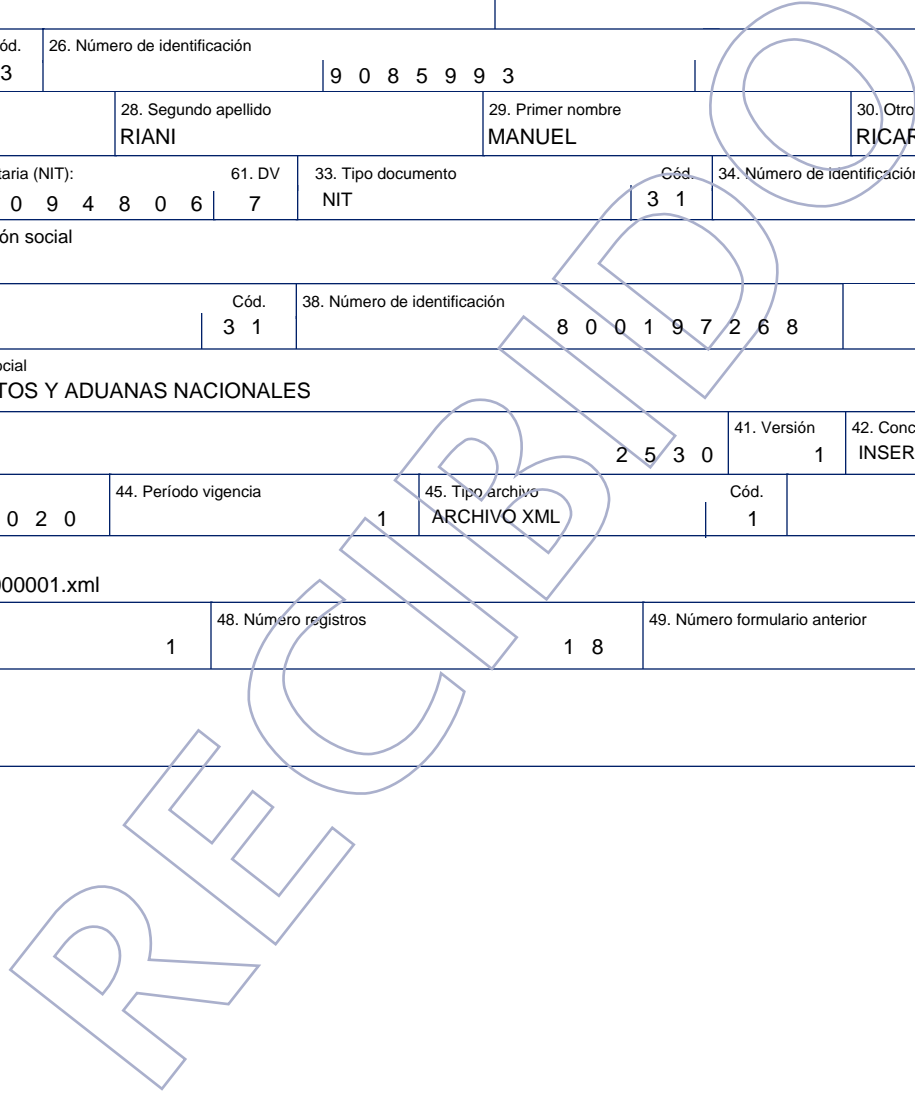 ód. 26. Número de identificación
3 9 0 8 5 9 9 3
28. Segundo apellido 29. Primer nombre 30. Otro
RIANI MANUEL RICAR
taria (NIT): 61. DV 33. Tipo documento Cód. 34. Número de identificación
0 9 4 8 0 6 7 NIT 3 1
ón social
Cód. 38. Número de identificación
3 1 8 0 0 1 9 7 2 6 8
ocial
TOS Y ADUANAS NACIONALES
41. Versión 42. Conc
2 5 3 0 1 INSER
44. Período vigencia 45. Tipo archivo Cód.
0 2 0 1 ARCHIVO XML 1
000001.xml
48. Número registros 49. Número formulario anterior
1 1 8
RECIBIDO